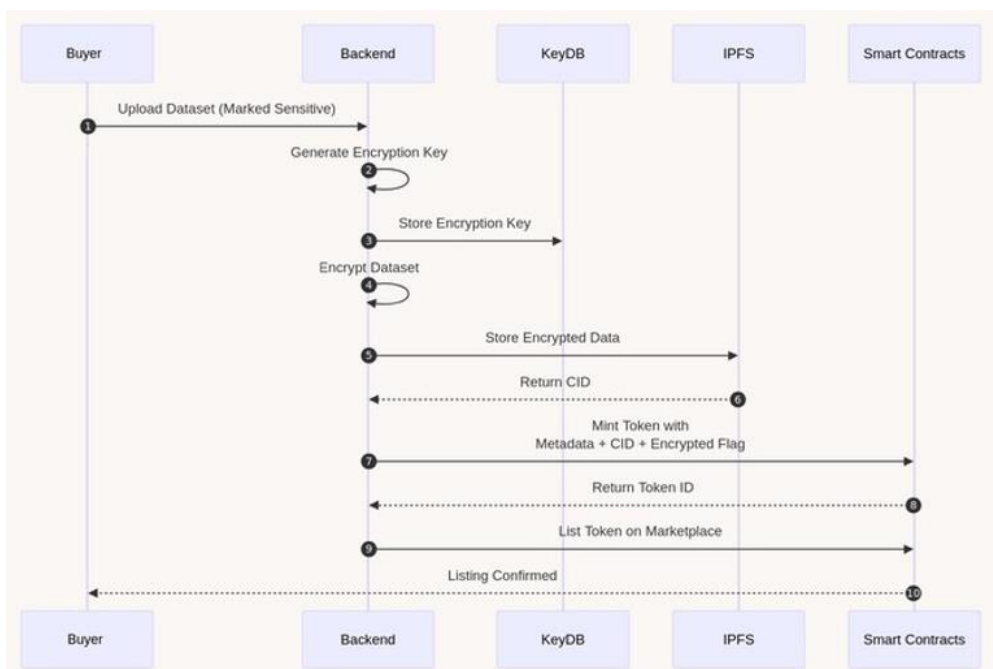 Buyer
Backend
KeyDB
IPFS
Smart Contracts
Upload Dataset (Marked Sensitive)
1
Generate Encryption Key
2
Store Encryption Key
3
Encrypt Dataset
4
Store Encrypted Data
5
Return CID
6
Mint Token with
Metadata + CID + Encrypted Flag
7
Return Token ID
8
List Token on Marketplace
9
Listing Confirmed
10
Buyer
Backend
KeyDB
IPFS
Smart Contracts